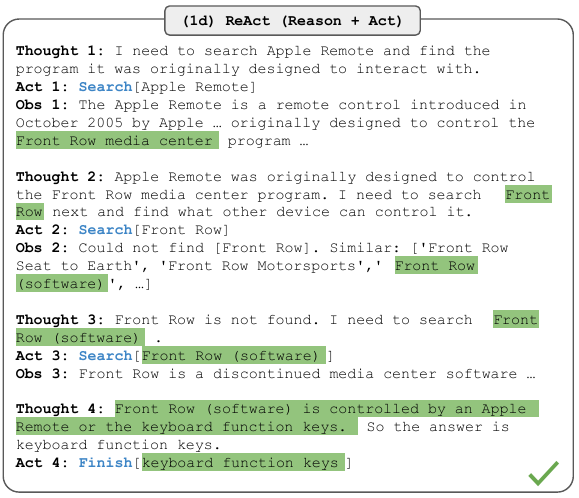 (1d) ReAct (Reason + Act)
Thought 1: I need to search Apple Remote and find the
program it was originally designed to interact with.
Act 1: Search[Apple Remote]
Obs 1: The Apple Remote is a remote control introduced in
October 2005 by Apple … originally designed to control the
Front Row media center program …
Thought 2: Apple Remote was originally designed to control
the Front Row media center program. I need to search Front
Row next and find what other device can control it.
Act 2: Search[Front Row]
Obs 2: Could not find [Front Row]. Similar: ['Front Row
Seat to Earth', 'Front Row Motorsports',' Front Row
(software)', …]
Thought 3: Front Row is not found. I need to search Front
Row (software) .
Act 3: Search[Front Row (software) ]
Obs 3: Front Row is a discontinued media center software …
Thought 4: Front Row (software) is controlled by an Apple
Remote or the keyboard function keys. So the answer is
keyboard function keys.
Act 4: Finish[keyboard function keys ]